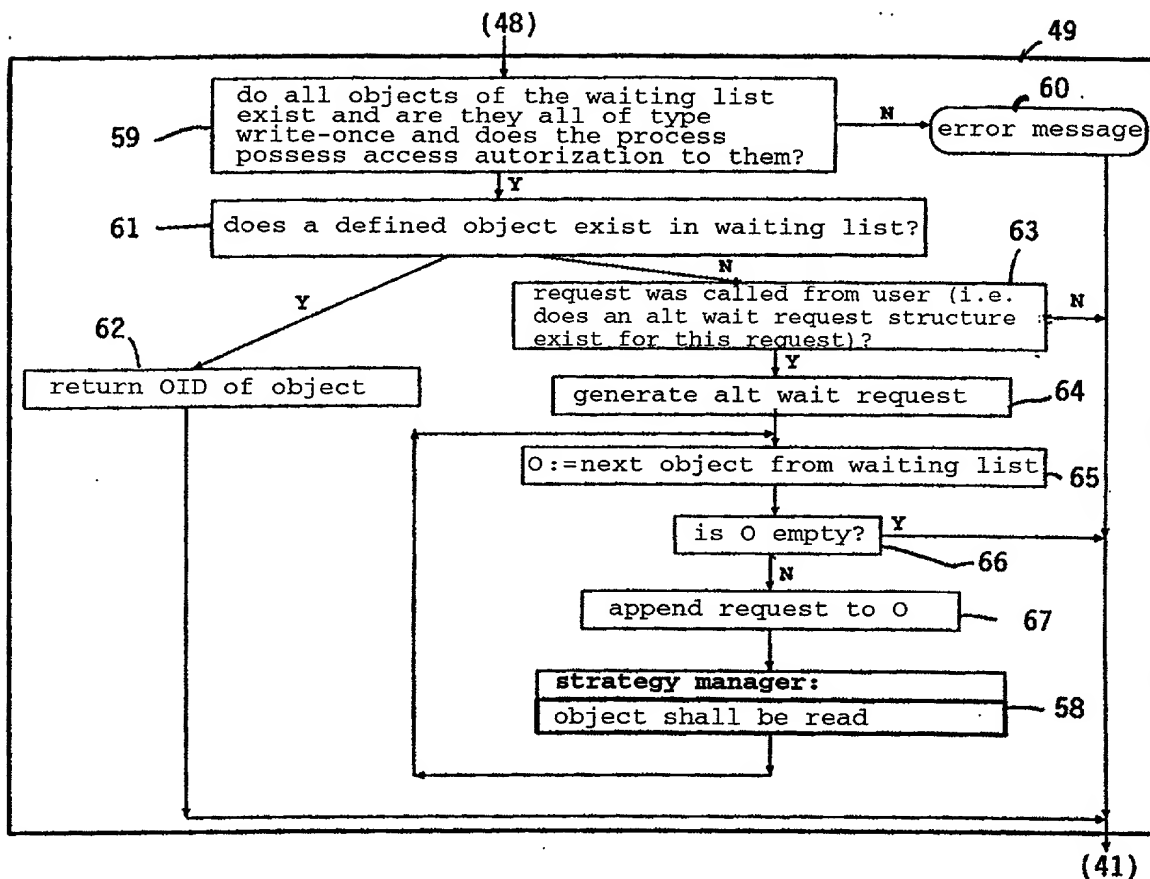 (48)
49
do all objects of the waiting list
exist and are they all of type
write-once and does the process
possess access autorization to them?
59
N
60
error message
Y
61
does a defined object exist in waiting list?
Y
N
63
request was called from user (i.e.
does an alt wait request structure
exist for this request)?
N
62
return OID of object
Y
generate alt wait request
64
O:=next object from waiting list
65
is O empty?
Y
66
N
append request to O
67
strategy manager:
object shall be read
58
(41)